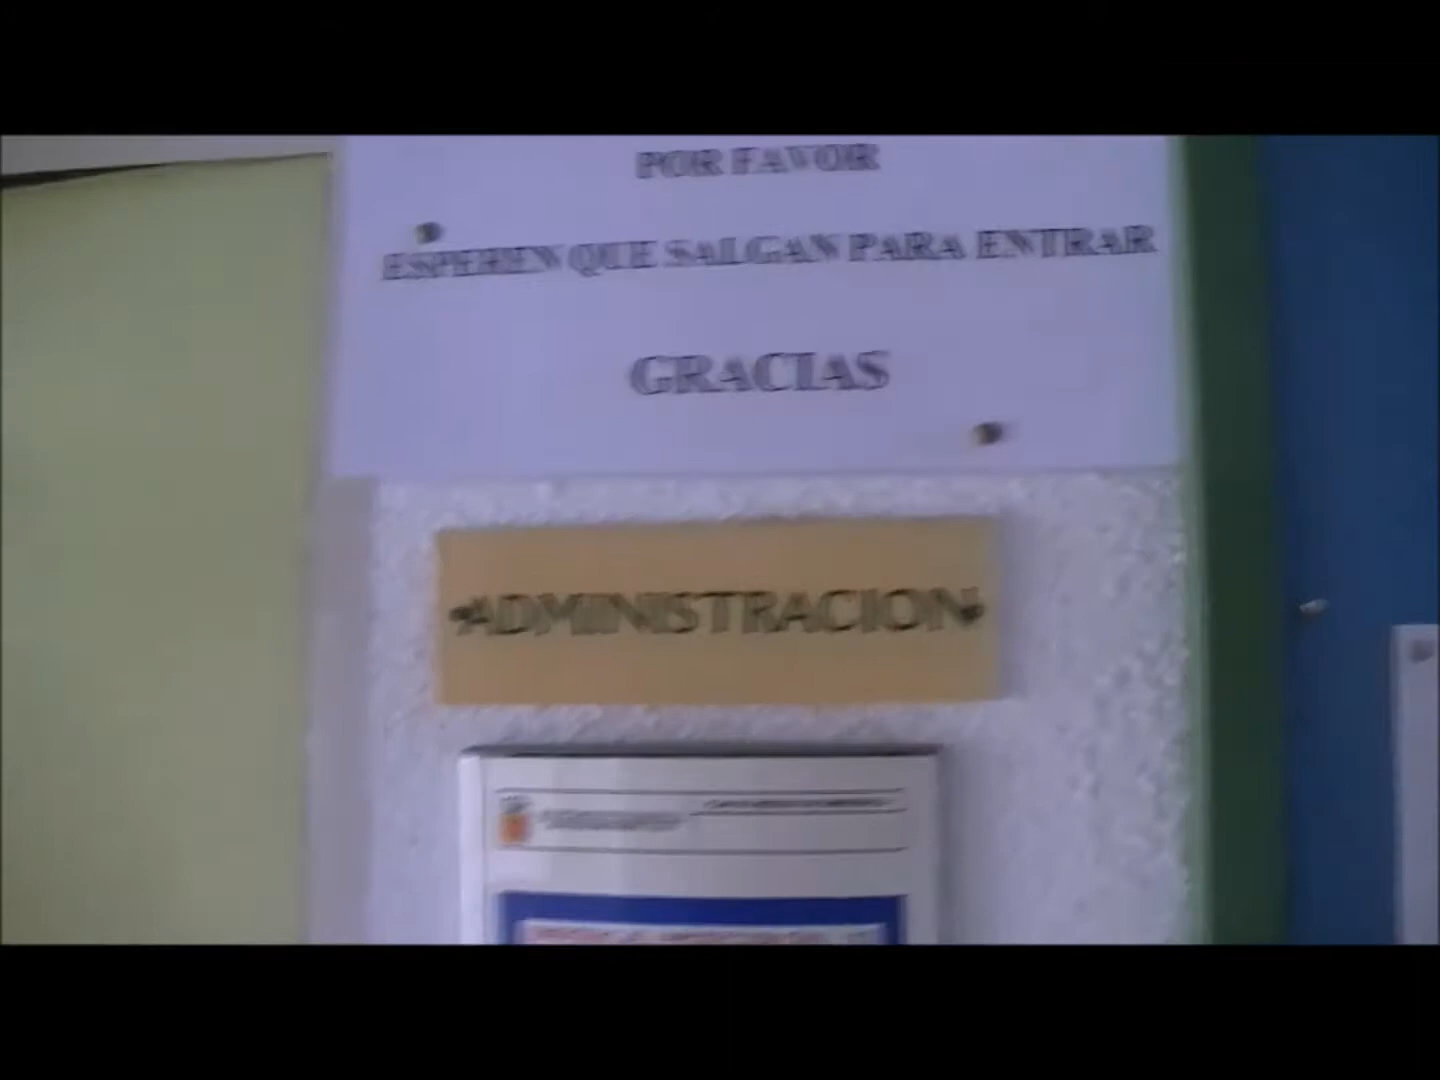 POR FAVOR
ESPEREN QUE SALGAN PARA ENTRAR
GRACIAS
ADMINISTRACION